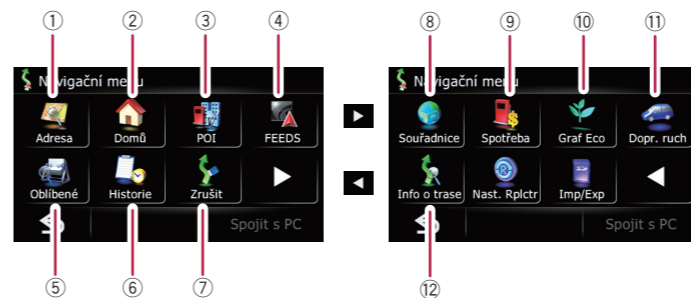 ① ② ③ ④ ⑧ ⑨ ⑩ ⑪
Navigační menu
Adresa Domů POI FEEDS
Oblíbené Historie Zrušit
Spojit s PC
Navigační menu
Souřadnice Spotřeba Graf Eco Dopr. ruch
Info o trase Nast. Rplctr Imp/Exp
Spojit s PC
⑤ ⑥ ⑦ ⑫